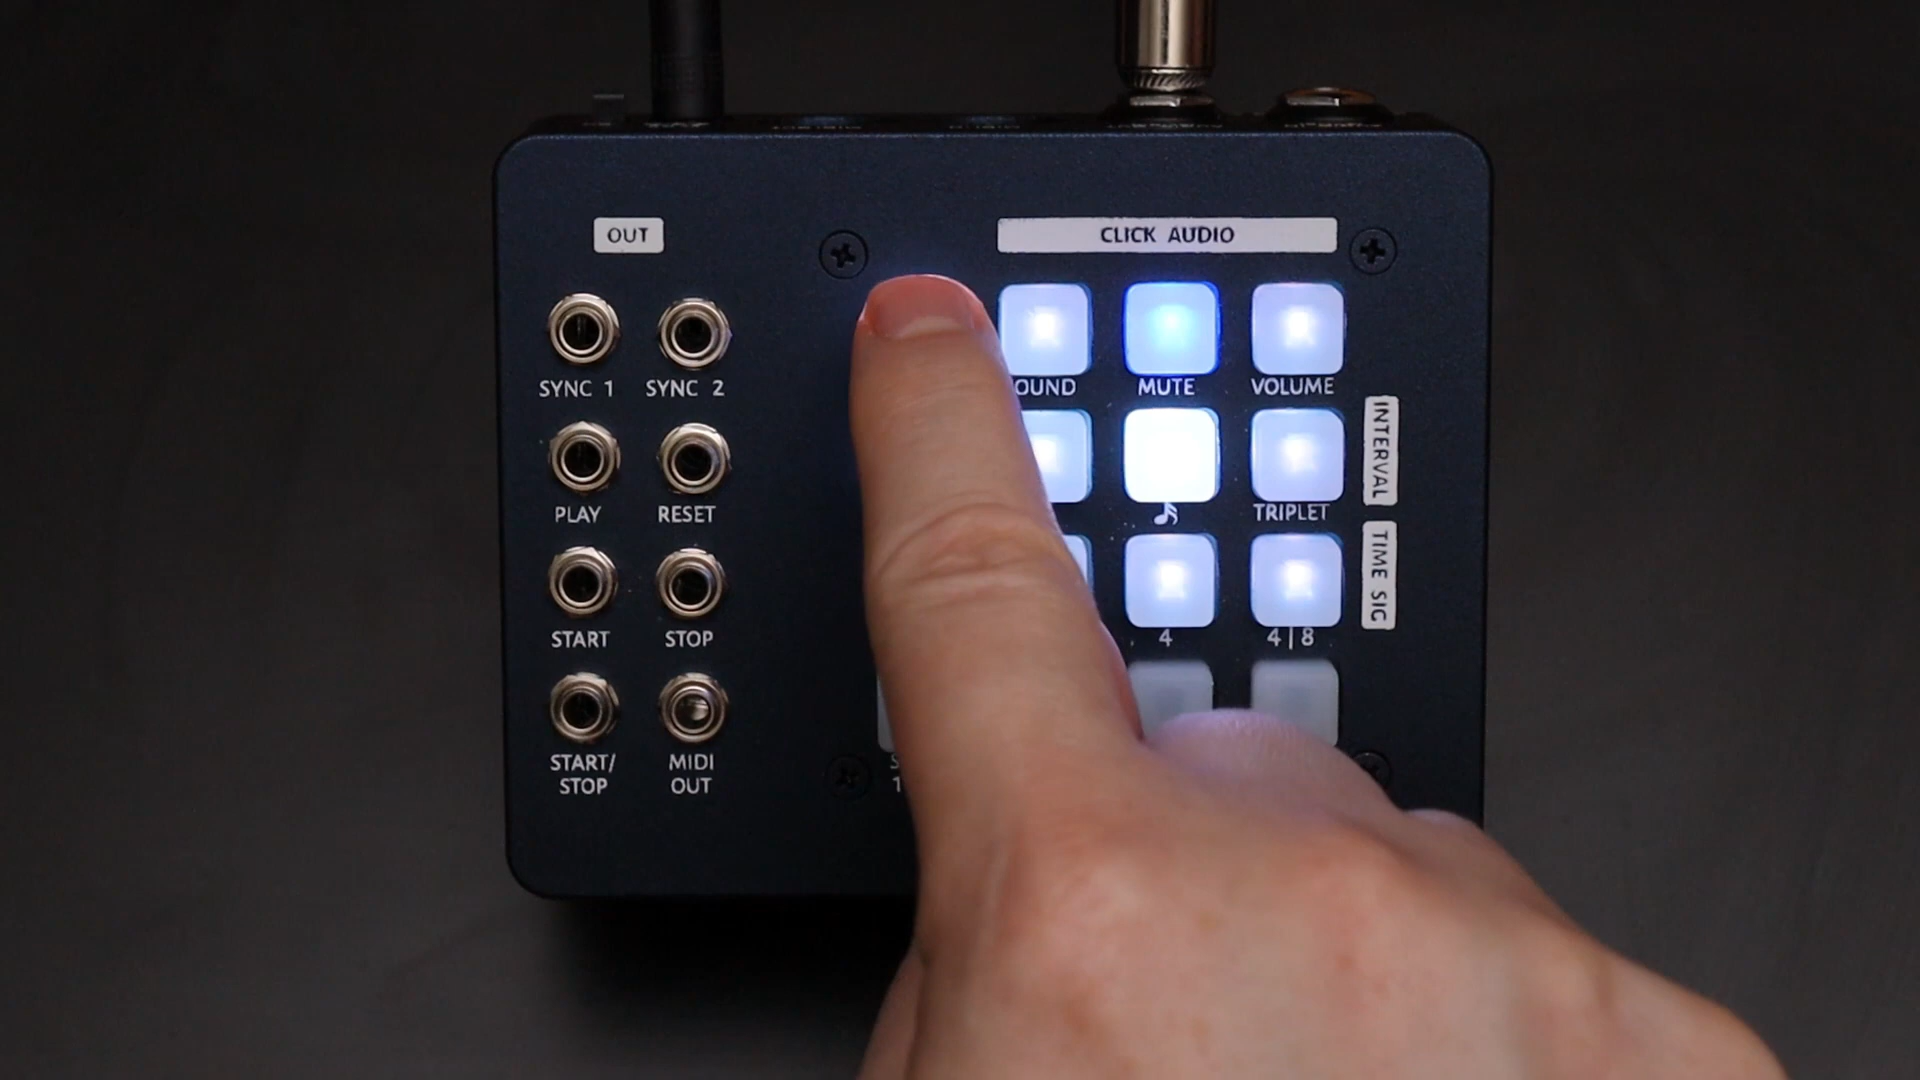 OUT
CLICK AUDIO
SYNC 1
SYNC 2
OUND
MUTE
VOLUME
INTERVAL
PLAY
RESET
TRIPLET
TIME SIG
START
STOP
4
4|8
START/
STOP
MIDI
OUT
S
1